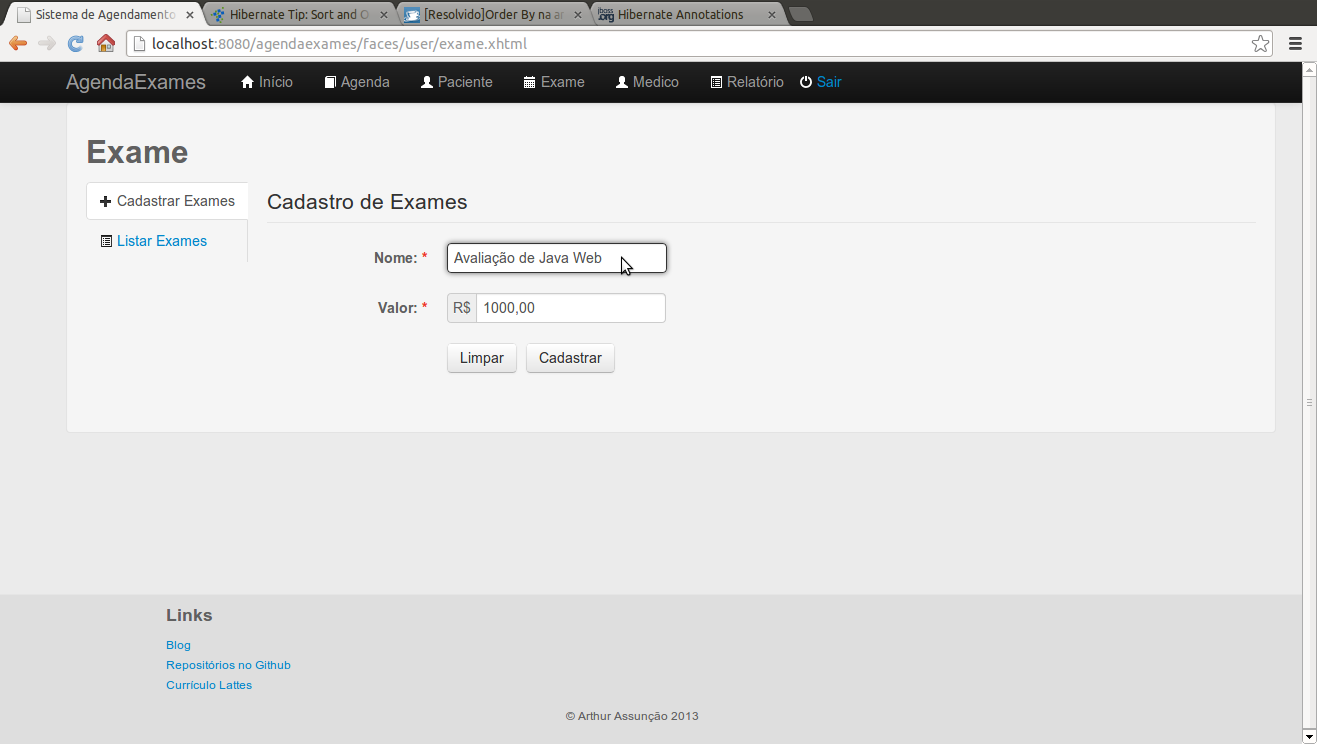 Sistema de Agendamento
Hibernate Tip: Sort and O
[Resolvido]Order By na a
Hibernate Annotations
localhost:8080/agendaexames/faces/user/exame.xhtml
AgendaExames Início Agenda Paciente Exame Medico Relatório Sair
Exame
Cadastrar Exames
Listar Exames
Cadastro de Exames
Nome: * Avaliação de Java Web
Valor: * R$ 1000,00
Limpar Cadastrar
Links
Blog
Repositórios no Github
Currículo Lattes
© Arthur Assunção 2013